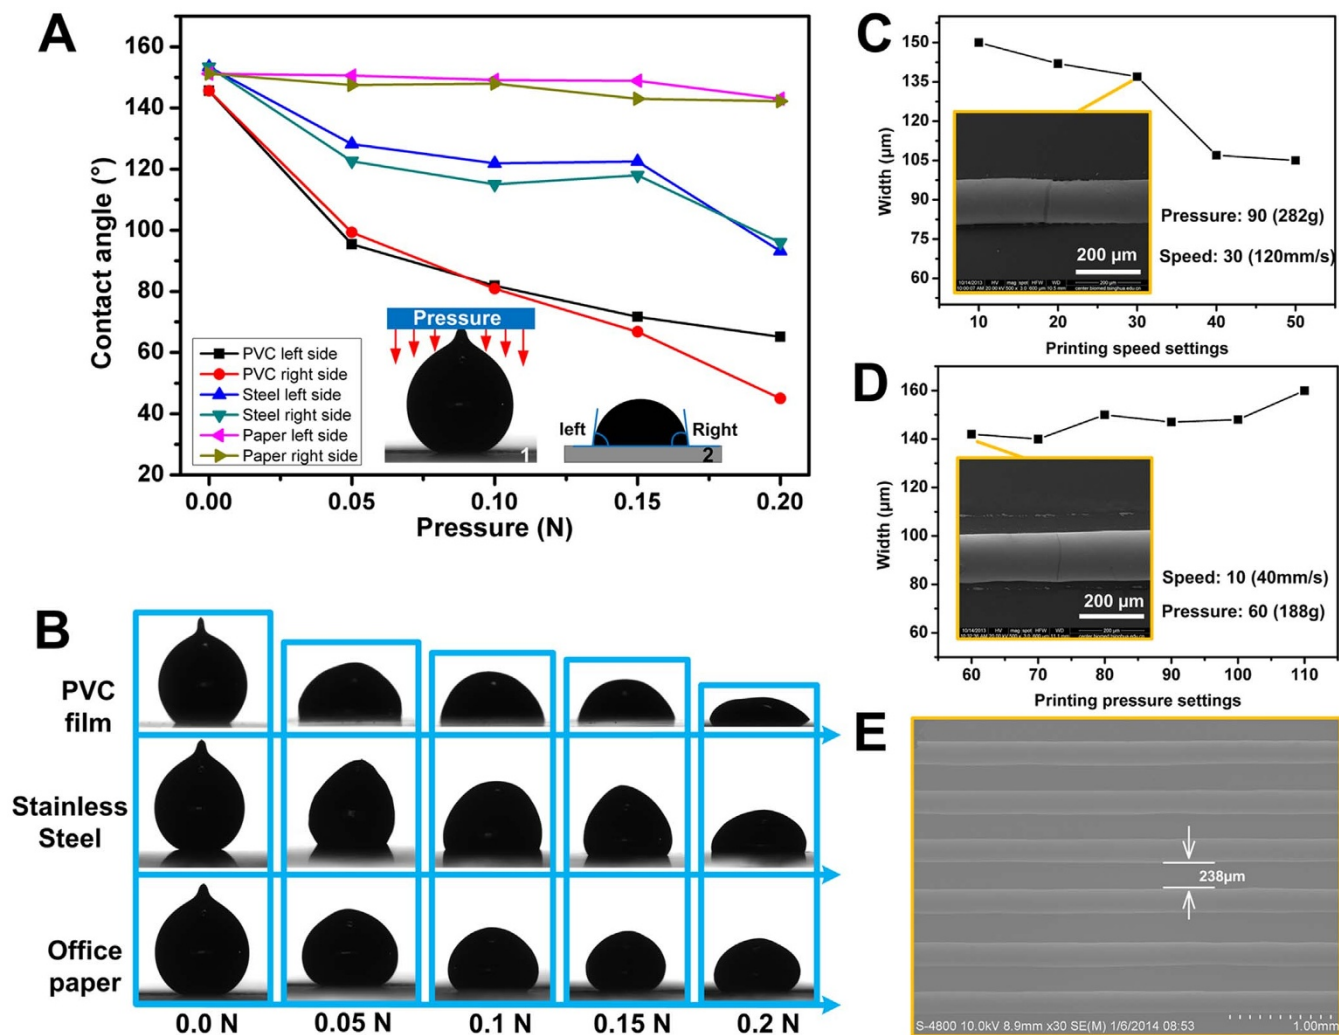 A
160
140
120
100
80
60
40
20
Contact angle (°)
PVC left side
PVC right side
Steel left side
Steel right side
Paper left side
Paper right side
Pressure
1
left
Right
2
0.00
0.05
0.10
0.15
0.20
Pressure (N)
B
PVC
film
Stainless
Steel
Office
paper
0.0 N
0.05 N
0.1 N
0.15 N
0.2 N
C
150
135
120
105
90
75
60
Width (µm)
200 µm
Pressure: 90 (282g)
Speed: 30 (120mm/s)
10
20
30
40
50
Printing speed settings
D
160
140
120
100
80
60
Width (µm)
200 µm
Speed: 10 (40mm/s)
Pressure: 60 (188g)
60
70
80
90
100
110
Printing pressure settings
E
238µm
S-4800 10.0kV 8.9mm x30 SE(M) 1/6/2014 08:53
1.00mm